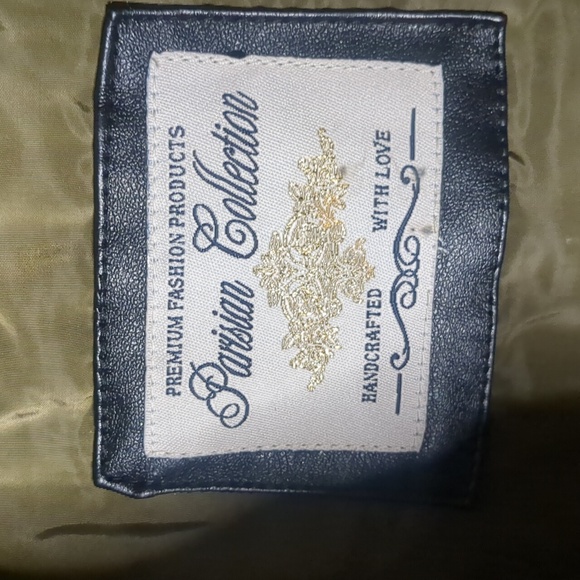 PREMIUM FASHION PRODUCTS
Parisian Collection
HANDCRAFTED WITH LOVE